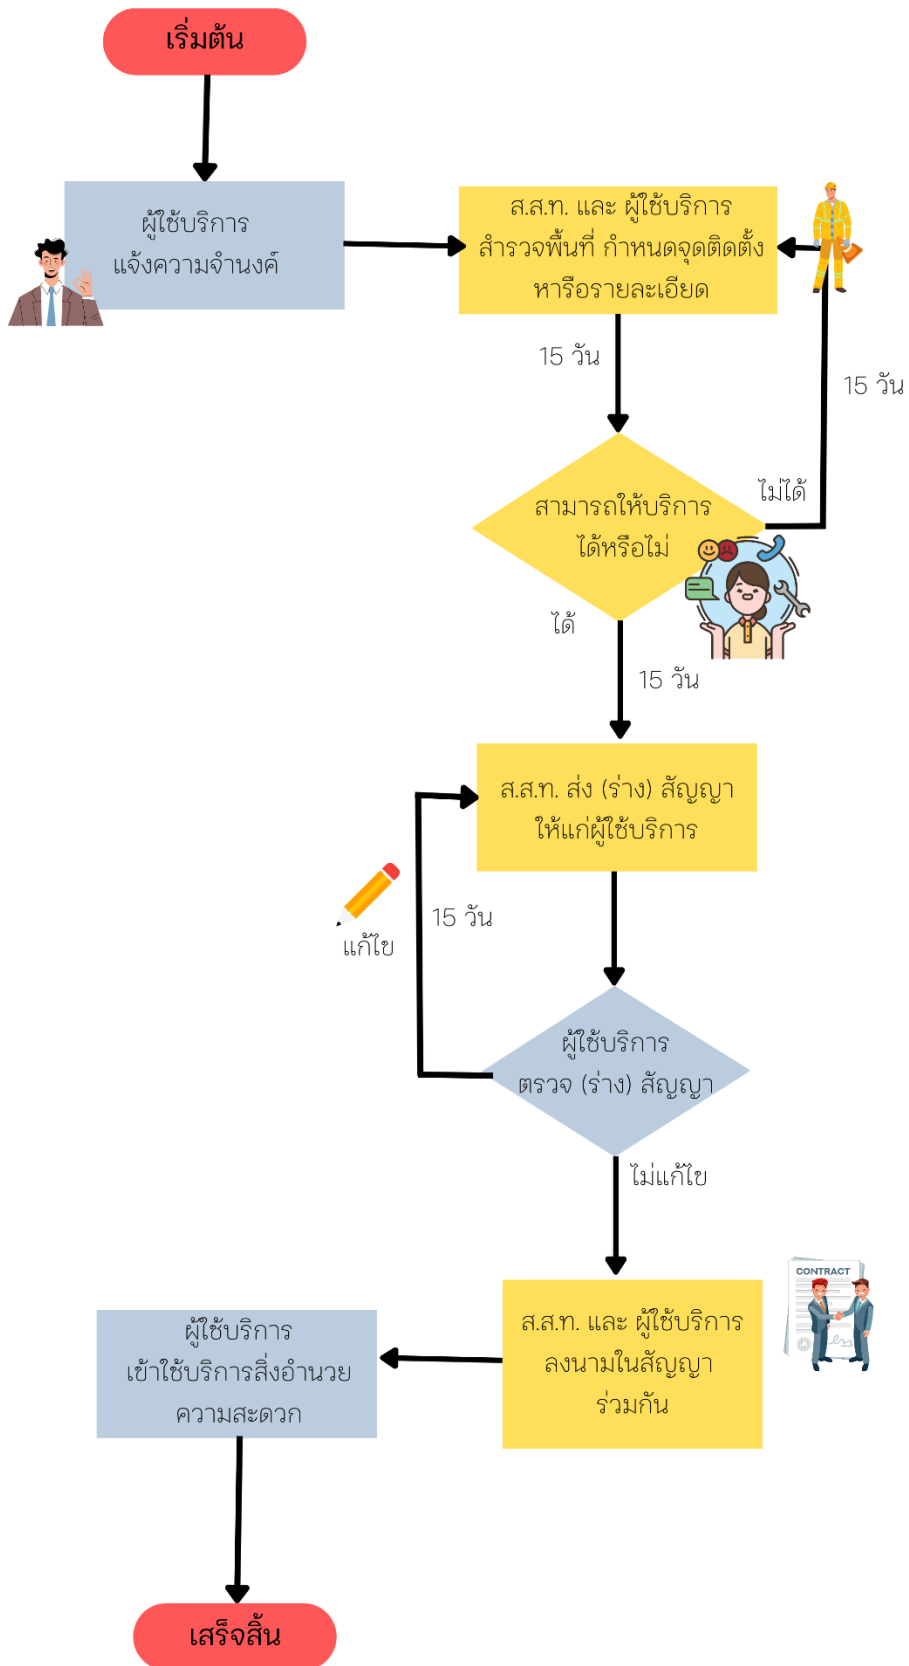 เริ่มต้น
ผู้ใช้บริการ
แจ้งความจำนงค์
ส.ส.ท. และ ผู้ใช้บริการ
สำรวจพื้นที่ กำหนดจุดติดตั้ง
หารือรายละเอียด
15 วัน
15 วัน
ไม่ได้
สามารถให้บริการ
ได้หรือไม่
ได้
15 วัน
ส.ส.ท. ส่ง (ร่าง) สัญญา
ให้แก่ผู้ใช้บริการ
15 วัน
แก้ไข
ผู้ใช้บริการ
ตรวจ (ร่าง) สัญญา
ไม่แก้ไข
CONTRACT
ส.ส.ท. และ ผู้ใช้บริการ
ลงนามในสัญญา
ร่วมกัน
ผู้ใช้บริการ
เข้าใช้บริการสิ่งอำนวย
ความสะดวก
เสร็จสิ้น